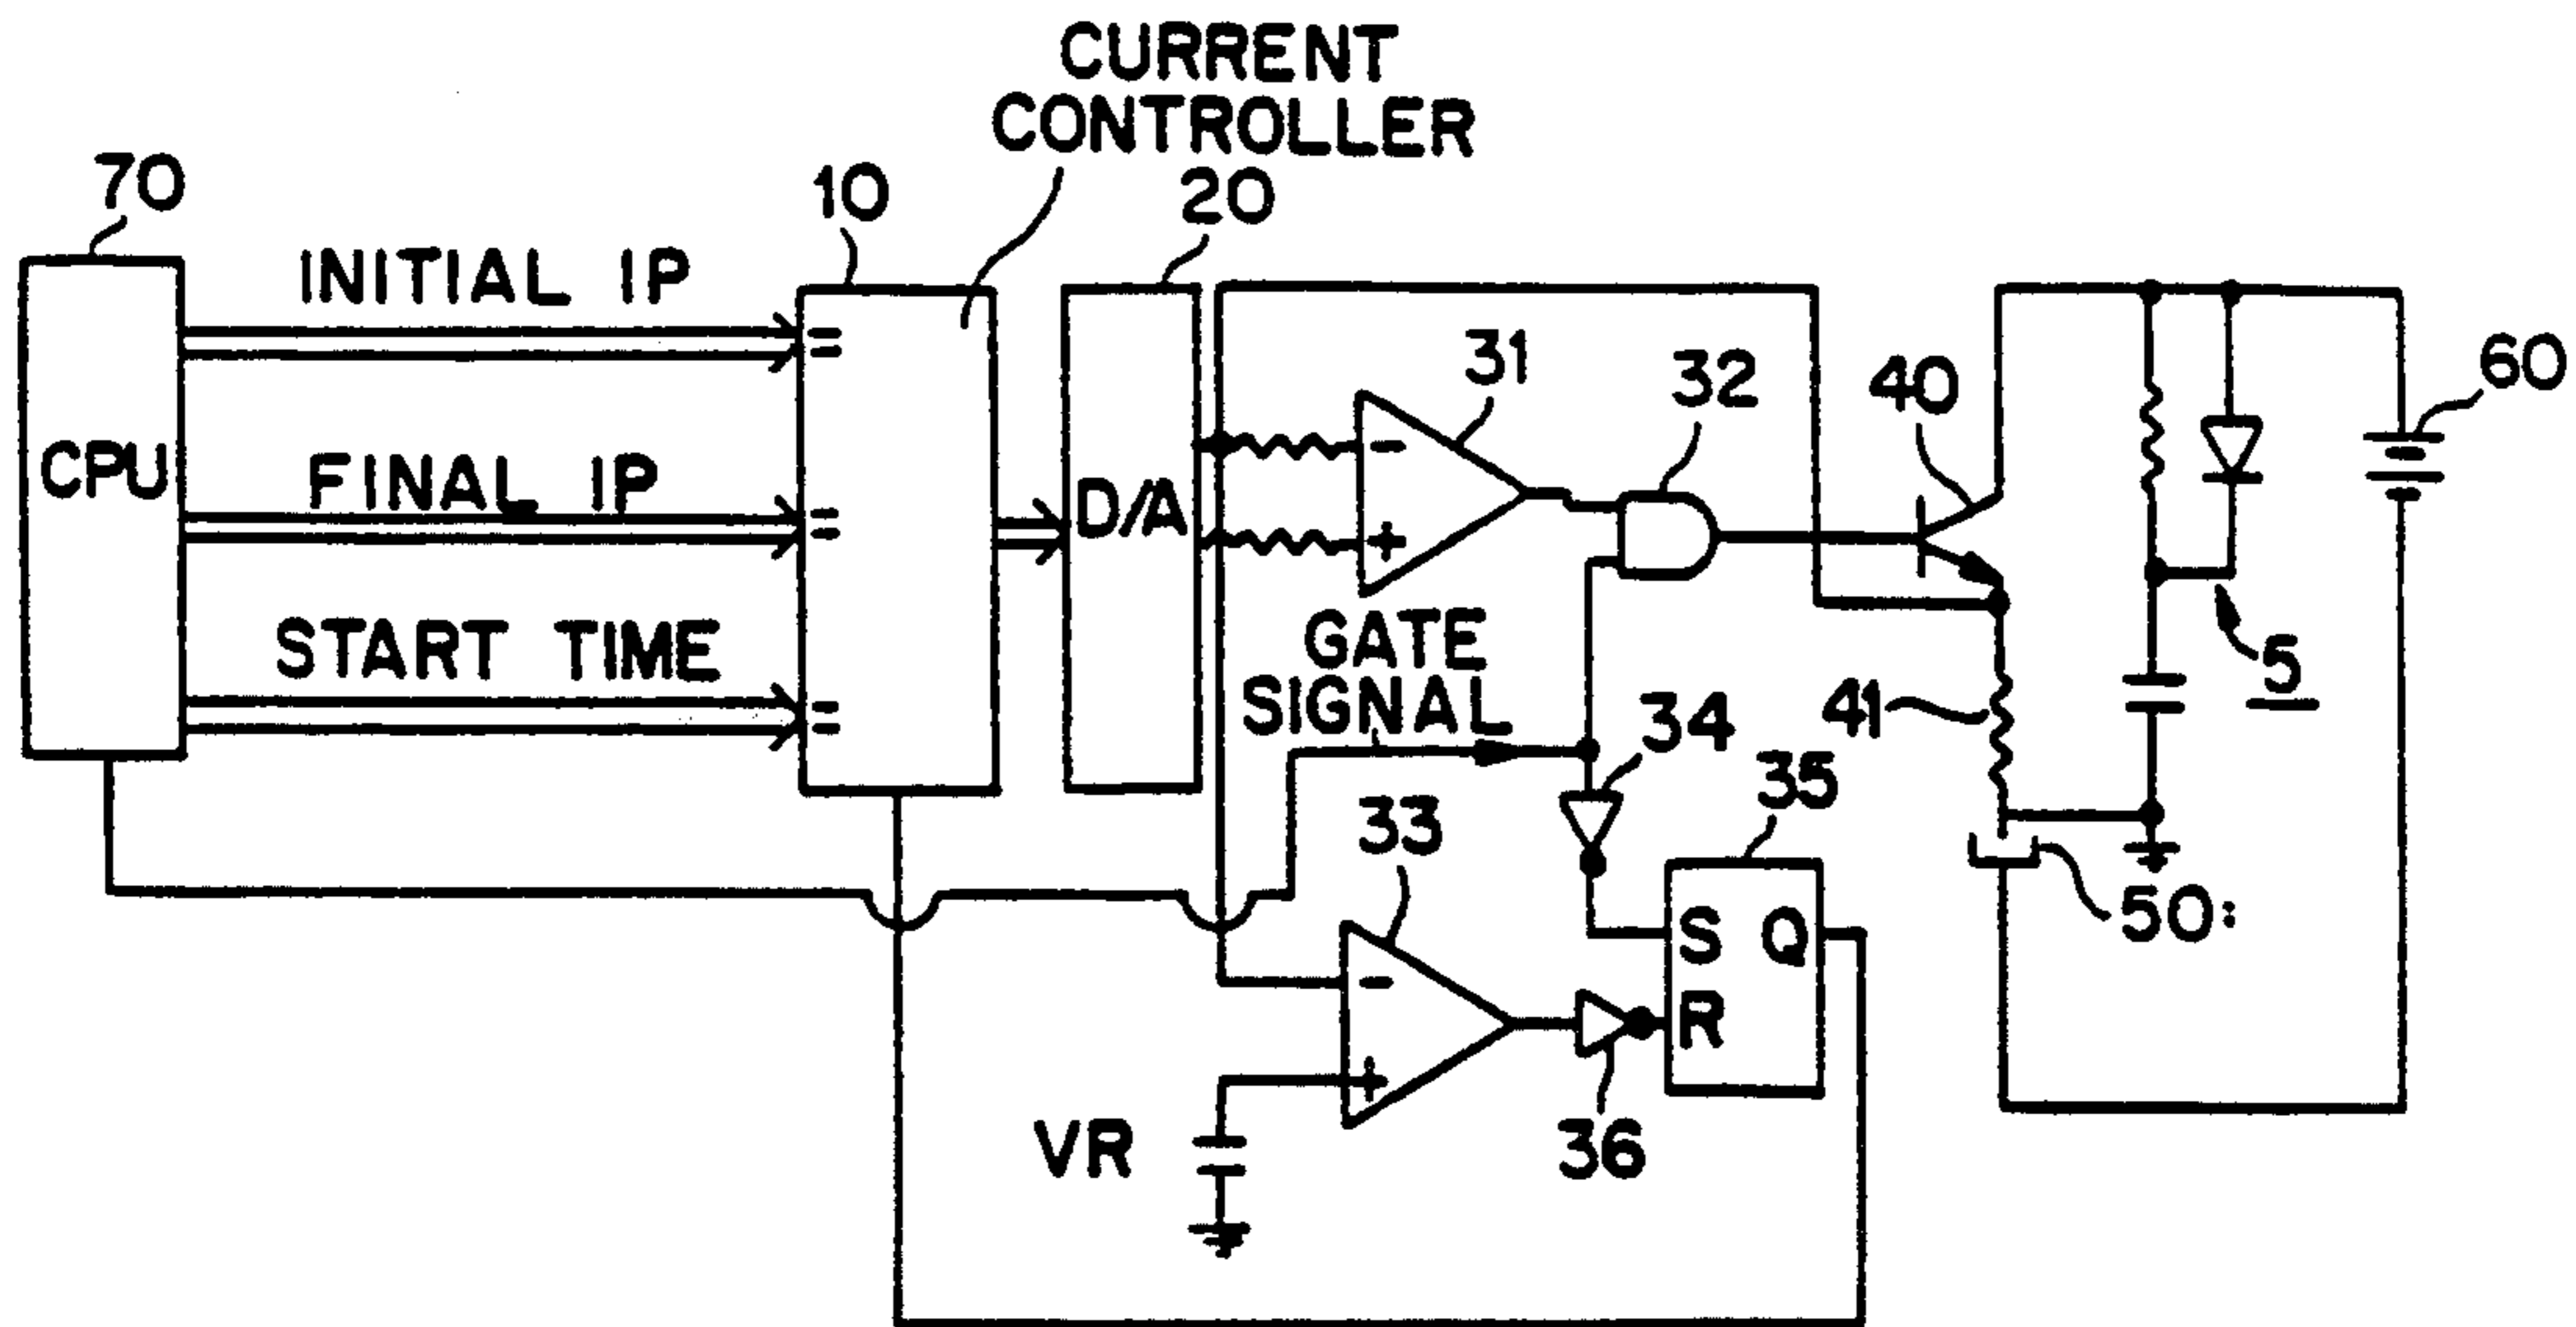 CURRENT
CONTROLLER
70
10
20
INITIAL IP
31
32
40
60
CPU
FINAL IP
D/A
-
+
START TIME
GATE
SIGNAL
34
41
5
33
35
50:
S Q
-
R
+
VR
36